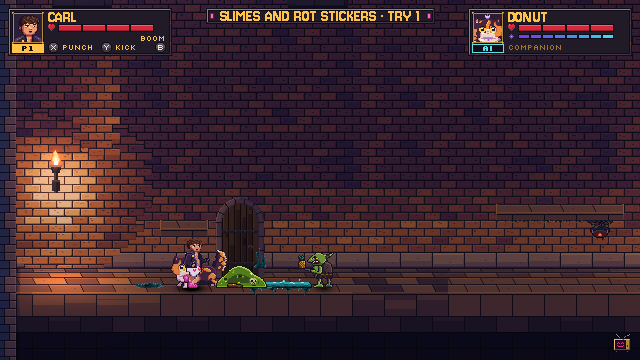 CARL
P1
X PUNCH Y KICK B
BOOM
SLIMES AND ROT STICKERS · TRY 1
DONUT
AI
COMPANION